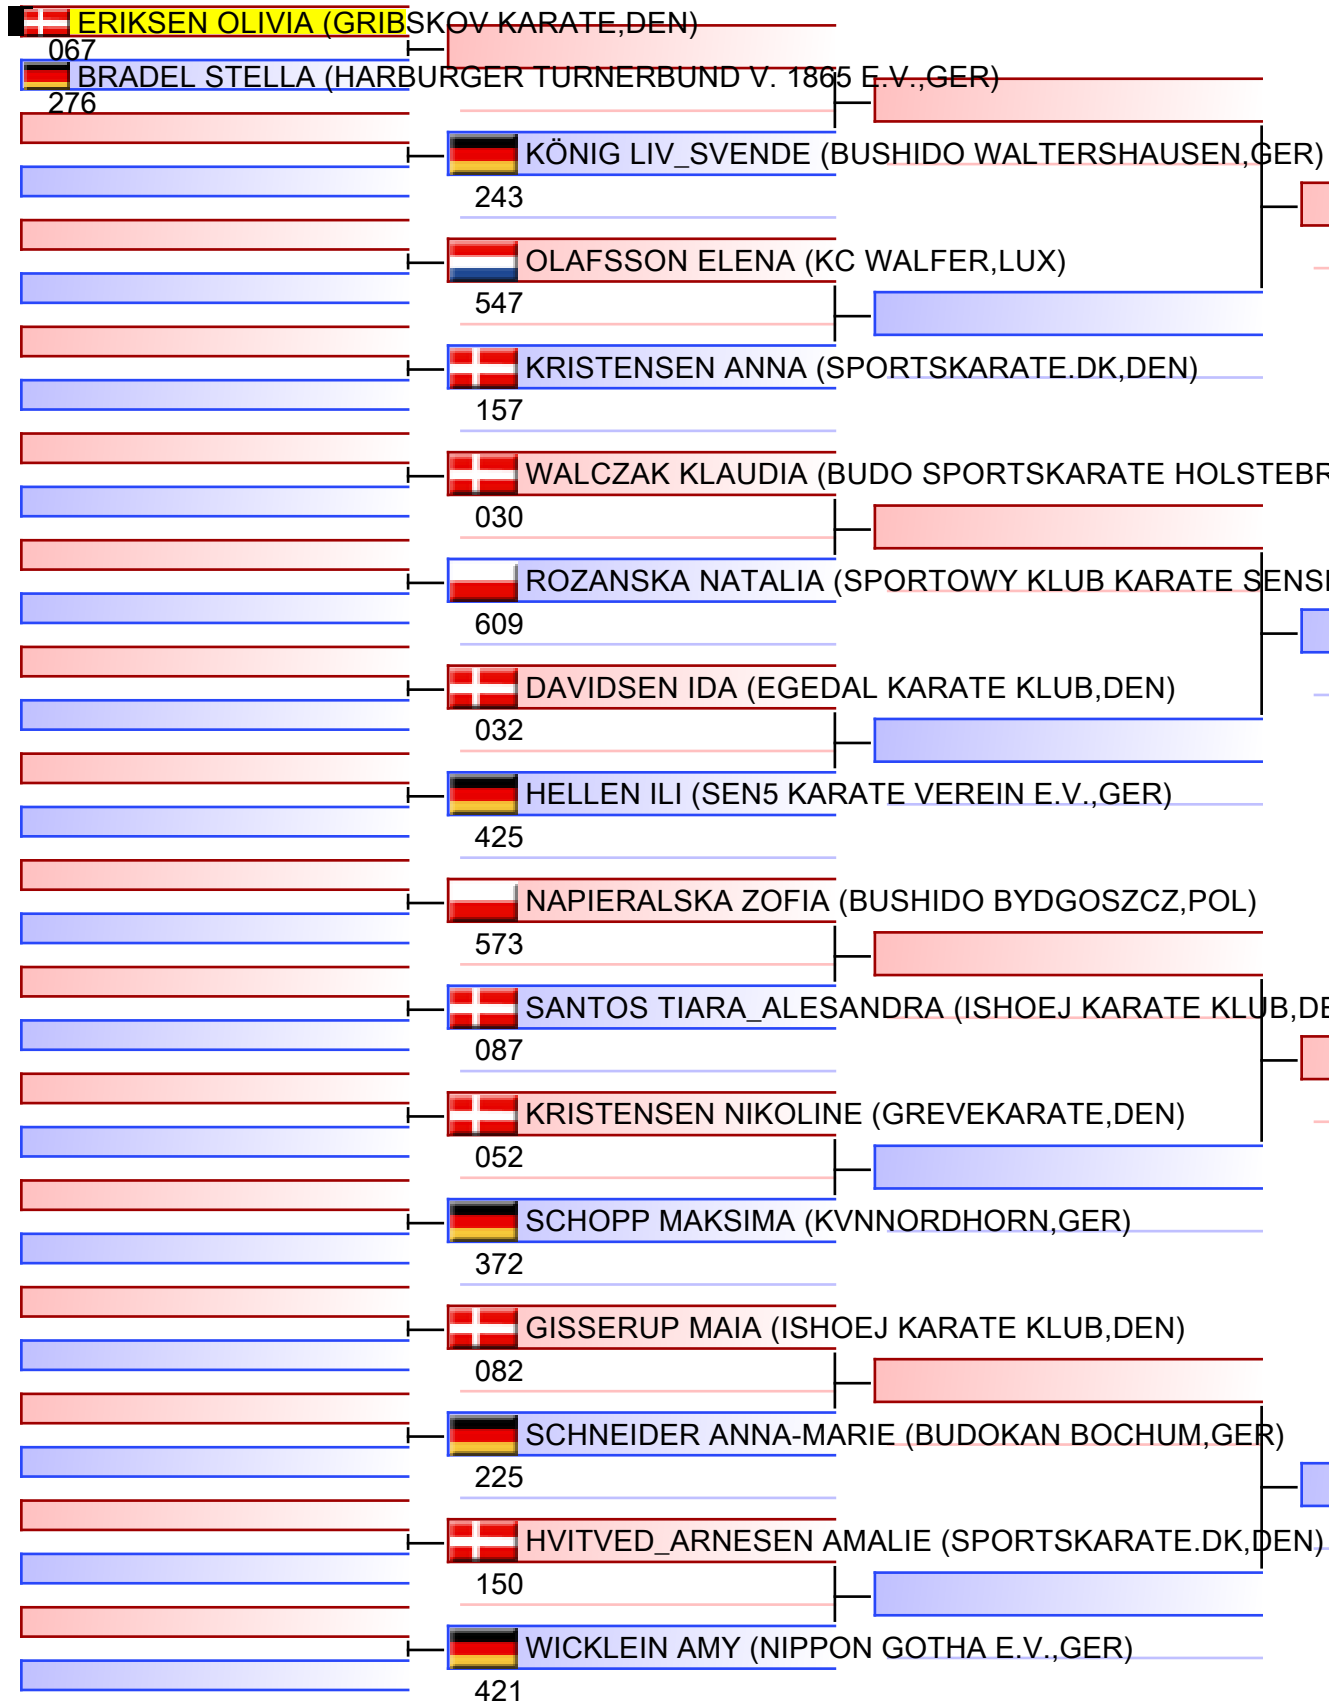 ERIKSEN OLIVIA (GRIBSKOV KARATE,DEN)
067
BRADEL STELLA (HARBURGER TURNERBUND V. 1865 E.V.,GER)
276
KÖNIG LIV_SVENDE (BUSHIDO WALTERSHAUSEN,GER)
243
OLAFSSON ELENA (KC WALFER,LUX)
547
KRISTENSEN ANNA (SPORTSKARATE.DK,DEN)
157
WALCZAK KLAUDIA (BUDO SPORTSKARATE HOLSTEBR
030
ROZANSKA NATALIA (SPORTOWY KLUB KARATE SENSE
609
DAVIDSEN IDA (EGEDAL KARATE KLUB,DEN)
032
HELLEN ILI (SEN5 KARATE VEREIN E.V.,GER)
425
NAPIERALSKA ZOFIA (BUSHIDO BYDGOSZCZ,POL)
573
SANTOS TIARA_ALESANDRA (ISHOEJ KARATE KLUB,DE
087
KRISTENSEN NIKOLINE (GREVEKARATE,DEN)
052
SCHOPP MAKSIMA (KVNNORDHORN,GER)
372
GISSERUP MAIA (ISHOEJ KARATE KLUB,DEN)
082
SCHNEIDER ANNA-MARIE (BUDOKAN BOCHUM,GER)
225
HVITVED_ARNESEN AMALIE (SPORTSKARATE.DK,DEN)
150
WICKLEIN AMY (NIPPON GOTHA E.V.,GER)
421